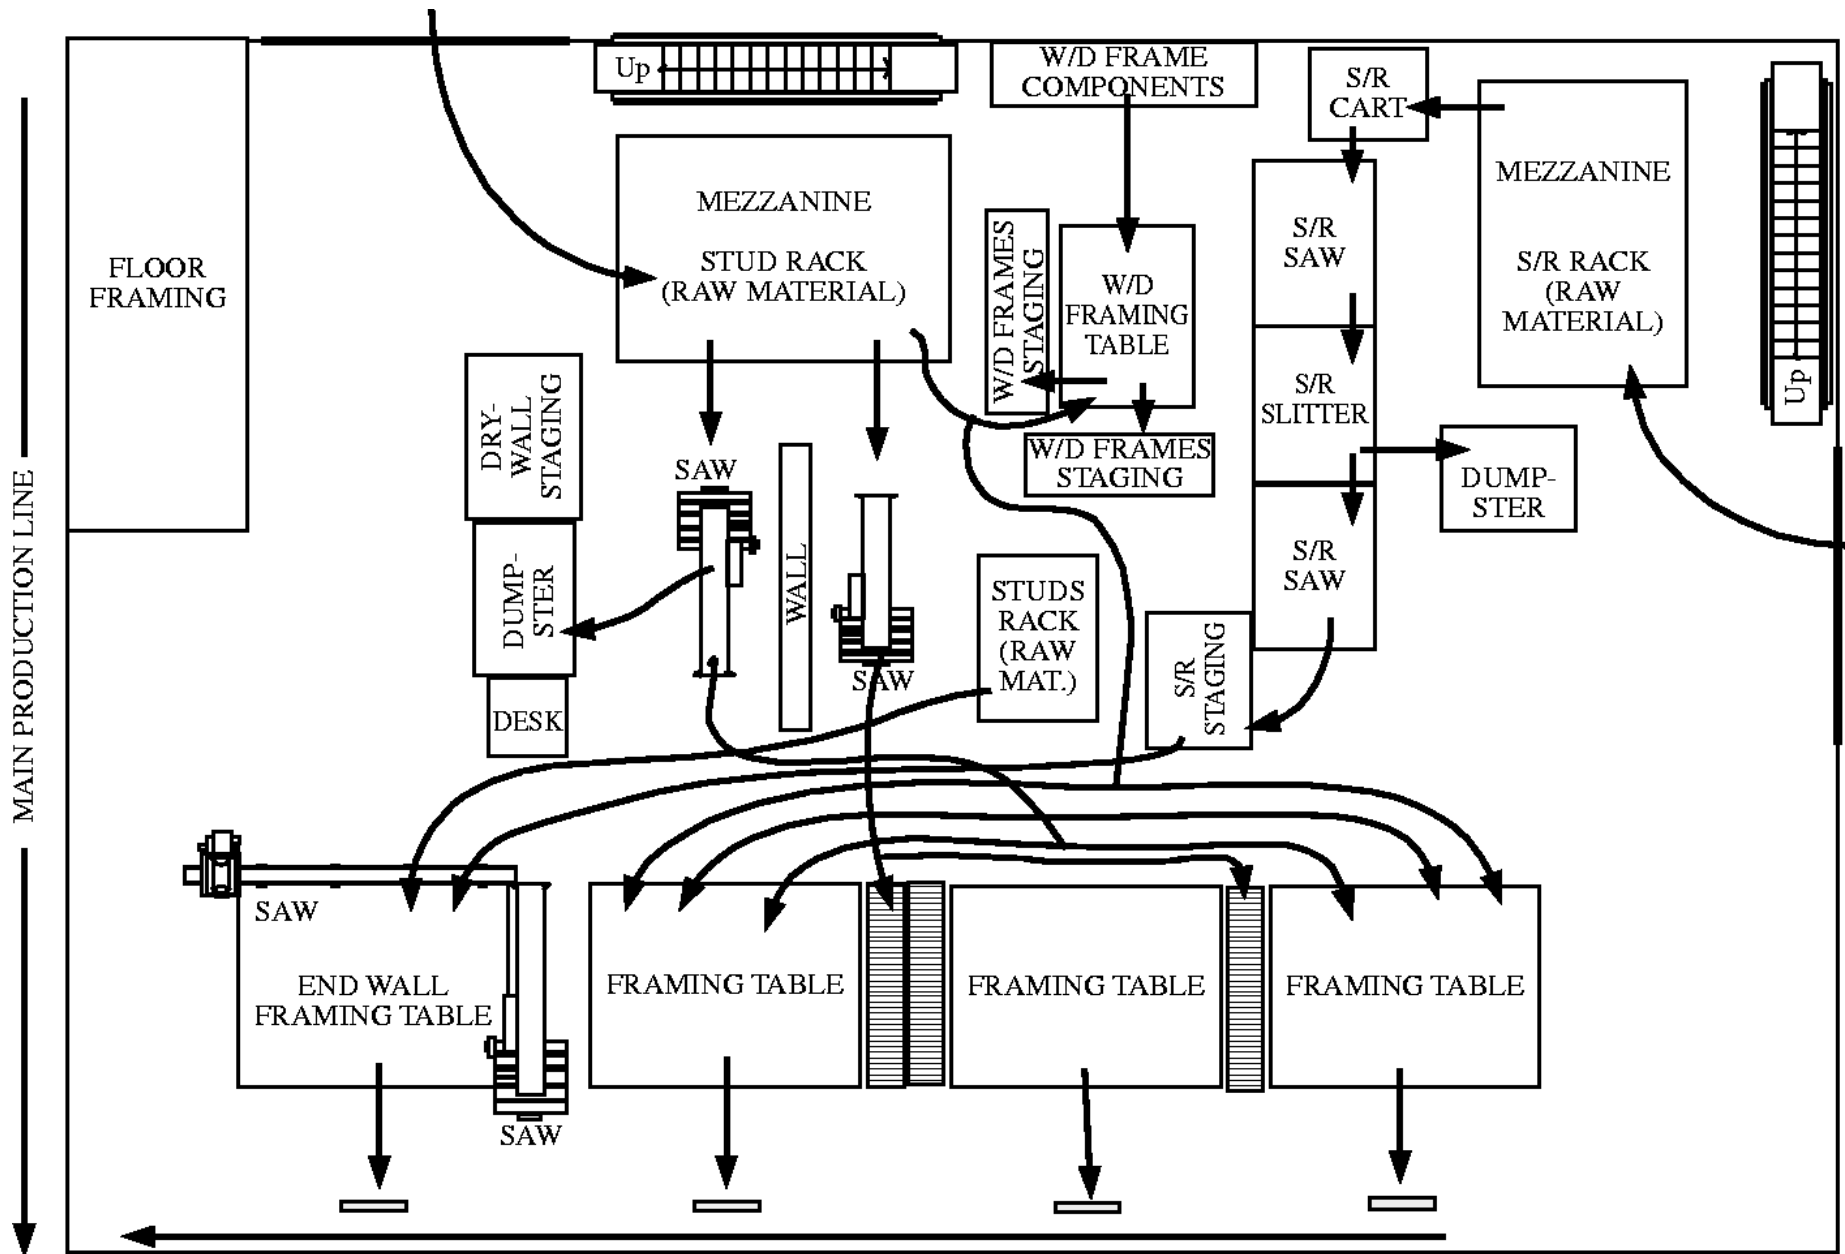 Up
W/D FRAME
COMPONENTS
S/R
CART
MEZZANINE
STUD RACK
(RAW MATERIAL)
MEZZANINE
S/R RACK
(RAW
MATERIAL)
Up
FLOOR
FRAMING
W/D FRAMES
STAGING
W/D
FRAMING
TABLE
S/R
SAW
S/R
SLITTER
DRY-
WALL
STAGING
W/D FRAMES
STAGING
DUMP-
STER
SAW
S/R
SAW
MAIN PRODUCTION LINE
DUMP-
STER
WALL
STUDS
RACK
(RAW
MAT.)
SAW
S/R
STAGING
DESK
SAW
END WALL
FRAMING TABLE
FRAMING TABLE
FRAMING TABLE
FRAMING TABLE
SAW